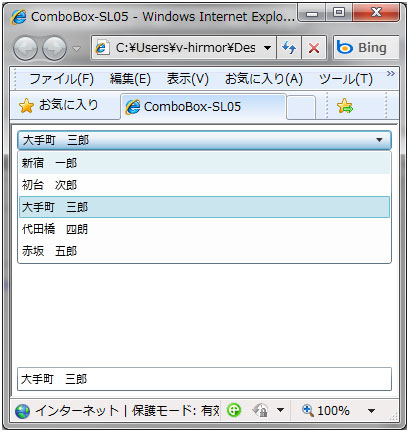 ComboBox-SL05 - Windows Internet Explo...
C:¥Users¥v-hirmor¥Des
Bing
ファイル(F) 編集(E) 表示(V) お気に入り(A) ツール(T)
お気に入り ComboBox-SL05
大手町 三郎
新宿 一郎
初台 次郎
大手町 三郎
代田橋 四朗
赤坂 五郎
大手町 三郎
インターネット | 保護モード: 有効 100%